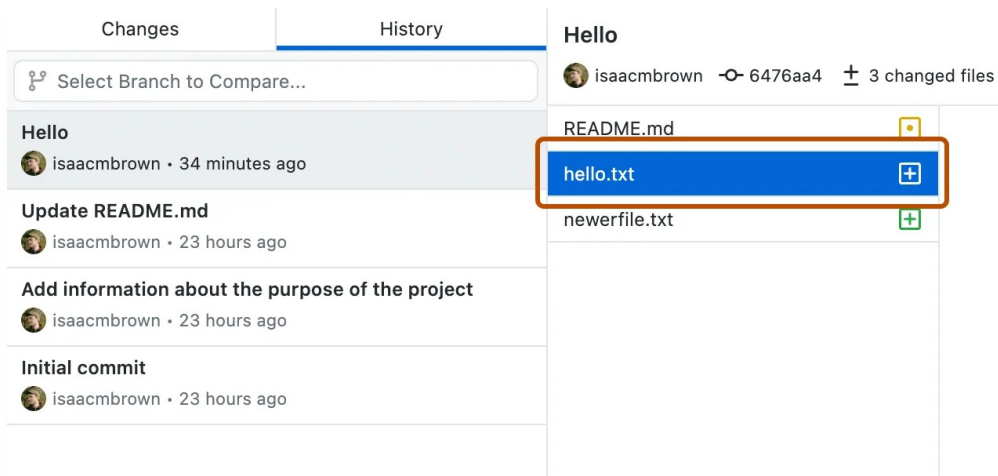 Changes
History
Select Branch to Compare...
Hello
isaacmbrown • 34 minutes ago
Update README.md
isaacmbrown • 23 hours ago
Add information about the purpose of the project
isaacmbrown • 23 hours ago
Initial commit
isaacmbrown • 23 hours ago
Hello
isaacmbrown 6476aa4 3 changed files
README.md
hello.txt
newerfile.txt